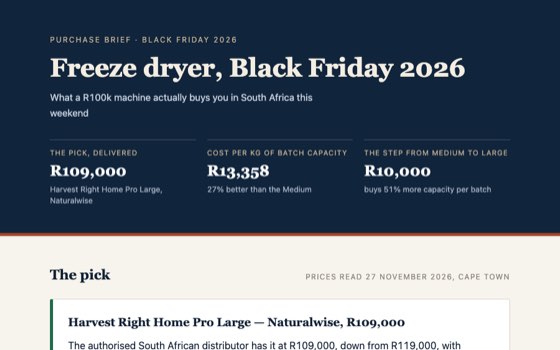 PURCHASE BRIEF · BLACK FRIDAY 2026
Freeze dryer, Black Friday 2026
What a R100k machine actually buys you in South Africa this
weekend
THE PICK, DELIVERED
R109,000
Harvest Right Home Pro Large,
Naturalwise
COST PER KG OF BATCH CAPACITY
R13,358
27% better than the Medium
THE STEP FROM MEDIUM TO LARGE
R10,000
buys 51% more capacity per batch
The pick
PRICES READ 27 NOVEMBER 2026, CAPE TOWN
Harvest Right Home Pro Large — Naturalwise, R109,000
The authorised South African distributor has it at R109,000, down from R119,000, with